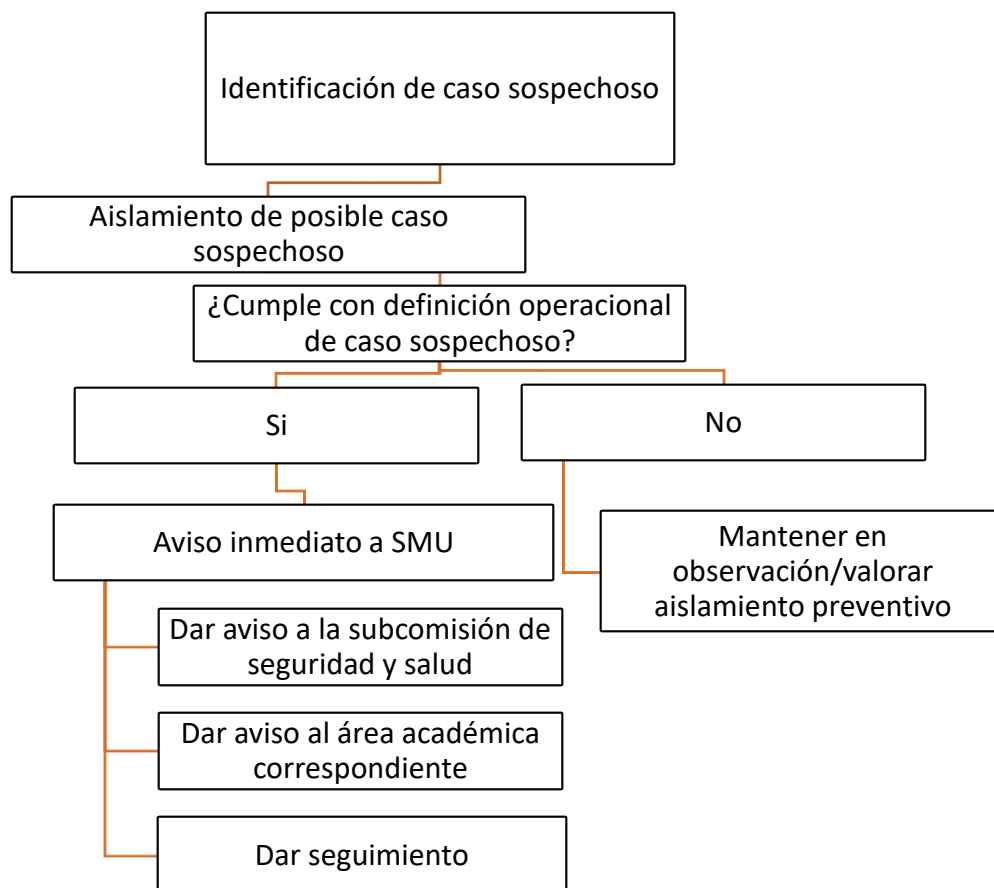 Identificación de caso sospechoso
Aislamiento de posible caso
sospechoso
¿Cumple con definición operacional
de caso sospechoso?
Si
No
Aviso inmediato a SMU
Mantener en
observación/valorar
aislamiento preventivo
Dar aviso a la subcomisión de
seguridad y salud
Dar aviso al área académica
correspondiente
Dar seguimiento